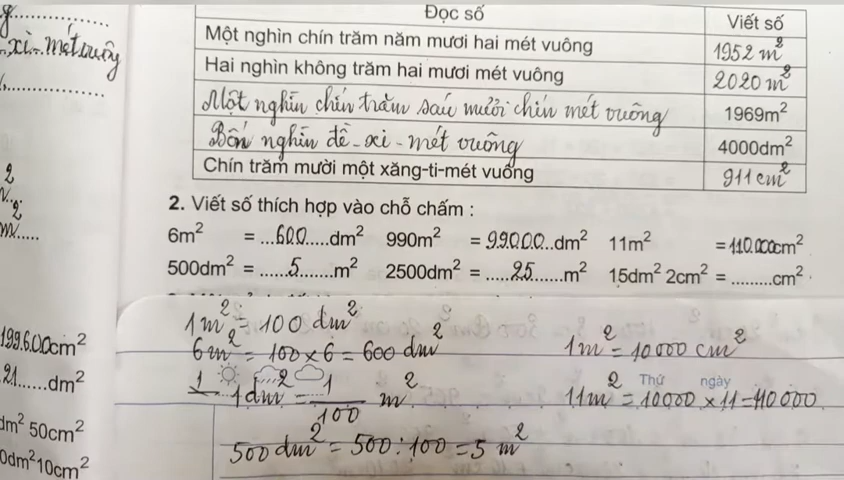 xi-mét vuông
Đọc số Viết số
Một nghìn chín trăm năm mươi hai mét vuông 1952 m²
Hai nghìn không trăm hai mươi mét vuông 2020 m²
Một nghìn chín trăm sáu mươi chín mét vuông 1969m²
Bốn nghìn đề-xi-mét vuông 4000dm²
Chín trăm mười một xăng-ti-mét vuông 911 cm²
2. Viết số thích hợp vào chỗ chấm :
6m² = ...600.....dm² 990m² = 99000..dm² 11m² = 110.000cm²
500dm² = ......5.......m² 2500dm² = .....25.......m² 15dm² 2cm² = .........cm².
199.600cm²
21......dm²
dm² 50cm²
0dm²10cm²
1m² = 100 dm²
6m² = 100 x 6 = 600 dm² 1m² = 10000 cm²
1dm² = 1/100 m² Thứ ngày
11m² = 10000 x 11 = 110000
500 dm² = 500 : 100 = 5 m²